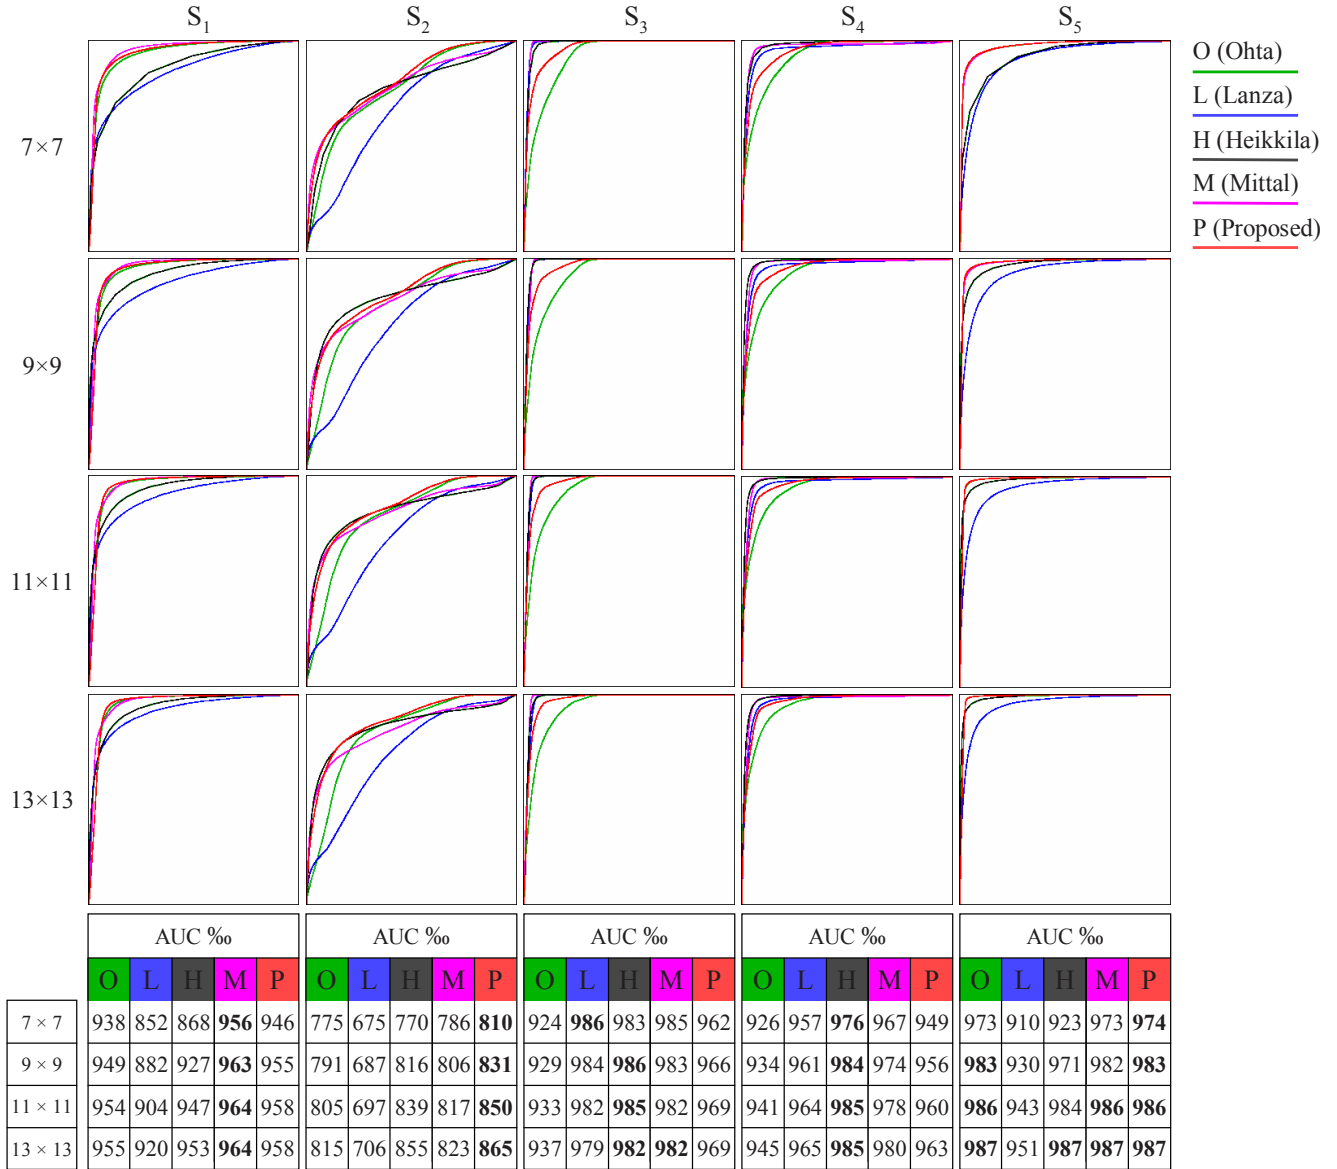 S1 S2 S3 S4 S5
O (Ohta)
L (Lanza)
H (Heikkila)
M (Mittal)
P (Proposed)
7×7
9×9
11×11
13×13
AUC ‰ AUC ‰ AUC ‰ AUC ‰ AUC ‰
O L H M P O L H M P O L H M P O L H M P O L H M P
7 × 7 938 852 868 956 946 775 675 770 786 810 924 986 983 985 962 926 957 976 967 949 973 910 923 973 974
9 × 9 949 882 927 963 955 791 687 816 806 831 929 984 986 983 966 934 961 984 974 956 983 930 971 982 983
11 × 11 954 904 947 964 958 805 697 839 817 850 933 982 985 982 969 941 964 985 978 960 986 943 984 986 986
13 × 13 955 920 953 964 958 815 706 855 823 865 937 979 982 982 969 945 965 985 980 963 987 951 987 987 987